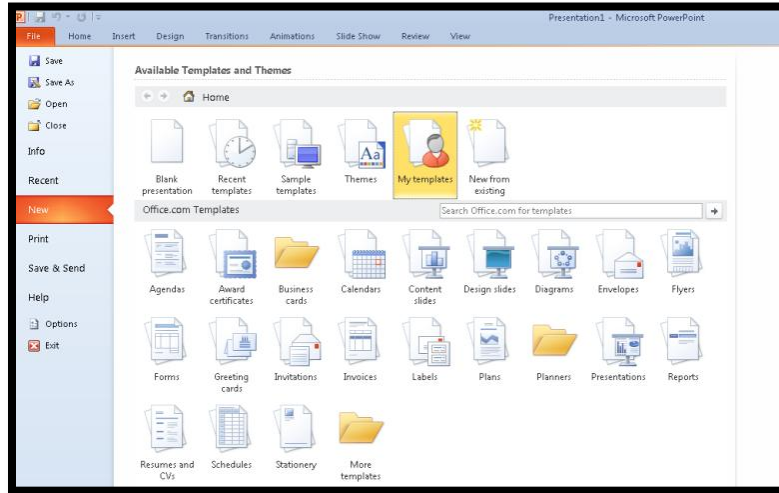 Presentation1 - Microsoft PowerPoint
File Home Insert Design Transitions Animations Slide Show Review View
Save
Save As
Open
Close
Info
Recent
New
Print
Save & Send
Help
Options
Exit
Available Templates and Themes
Home
Blank presentation
Recent templates
Sample templates
Themes
My templates
New from existing
Office.com Templates
Search Office.com for templates
Agendas
Award certificates
Business cards
Calendars
Content slides
Design slides
Diagrams
Envelopes
Flyers
Forms
Greeting cards
Invitations
Invoices
Labels
Plans
Planners
Presentations
Reports
Resumes and CVs
Schedules
Stationery
More templates